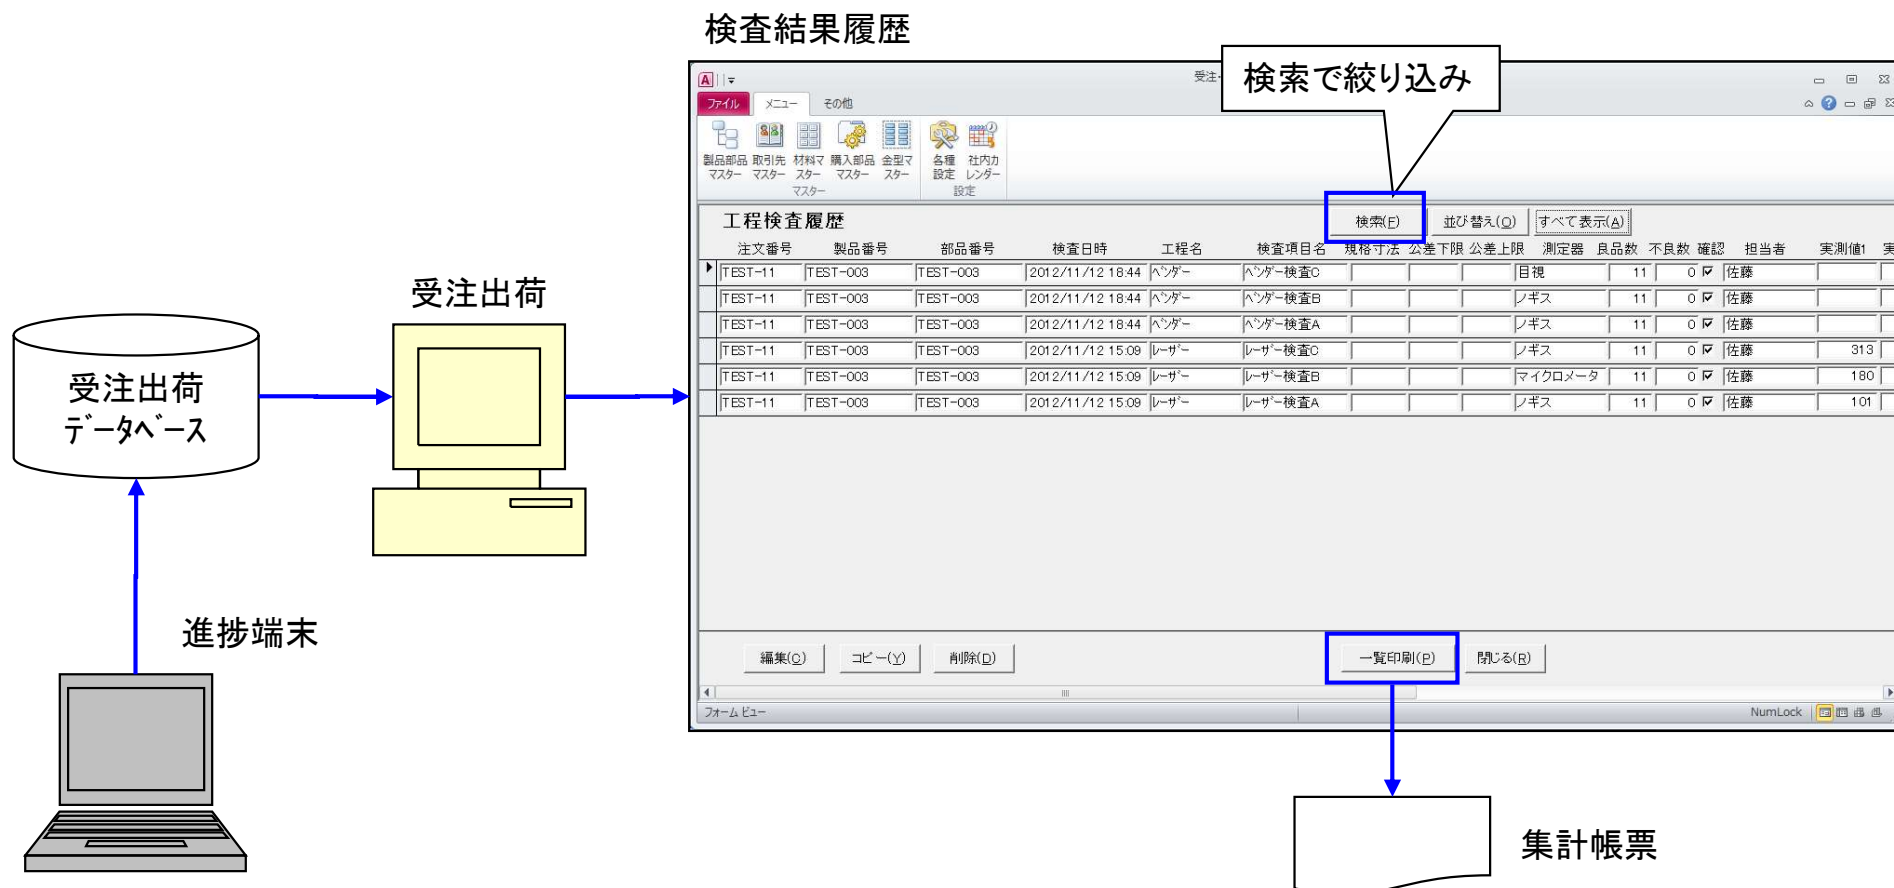 検査結果履歴
検索で絞り込み
受注-
ファイル メニュー その他
製品部品マスター 取引先マスター 材料マスター 購入部品マスター 金型マスター 各種設定 社内カレンダー
マスター 設定
工程検査履歴 検索(F) 並び替え(O) すべて表示(A)
注文番号 製品番号 部品番号 検査日時 工程名 検査項目名 規格寸法 公差下限 公差上限 測定器 良品数 不良数 確認 担当者 実測値1 実
TEST-11 TEST-003 TEST-003 2012/11/12 18:44 ベンダー ベンダー検査C 目視 11 0 佐藤
TEST-11 TEST-003 TEST-003 2012/11/12 18:44 ベンダー ベンダー検査B ノギス 11 0 佐藤
TEST-11 TEST-003 TEST-003 2012/11/12 18:44 ベンダー ベンダー検査A ノギス 11 0 佐藤
TEST-11 TEST-003 TEST-003 2012/11/12 15:09 レーザー レーザー検査C ノギス 11 0 佐藤 313
TEST-11 TEST-003 TEST-003 2012/11/12 15:09 レーザー レーザー検査B マイクロメータ 11 0 佐藤 180
TEST-11 TEST-003 TEST-003 2012/11/12 15:09 レーザー レーザー検査A ノギス 11 0 佐藤 101
編集(C) コピー(Y) 削除(D) 一覧印刷(P) 閉じる(R)
フォーム ビュー NumLock
受注出荷
受注出荷
データベース
進捗端末
集計帳票